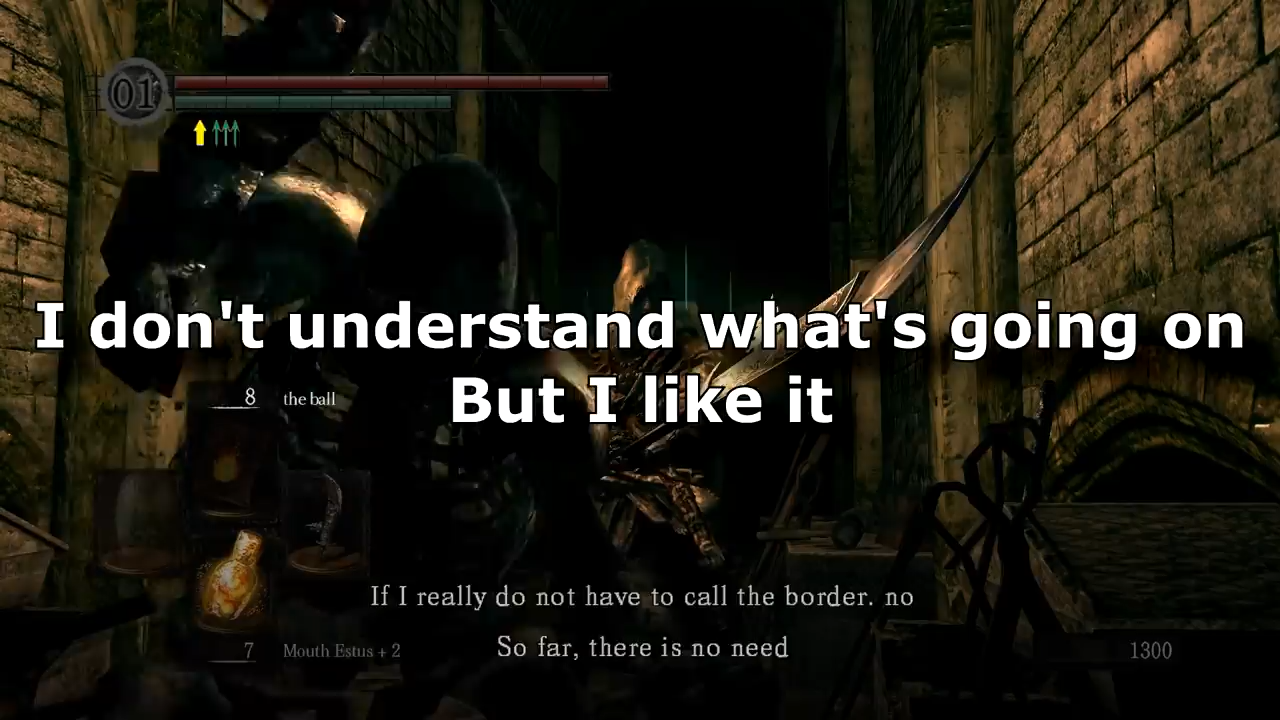 01
I don't understand what's going on
But I like it
8 the ball
If I really do not have to call the border. no
So far, there is no need
7 Mouth Estus + 2
1300